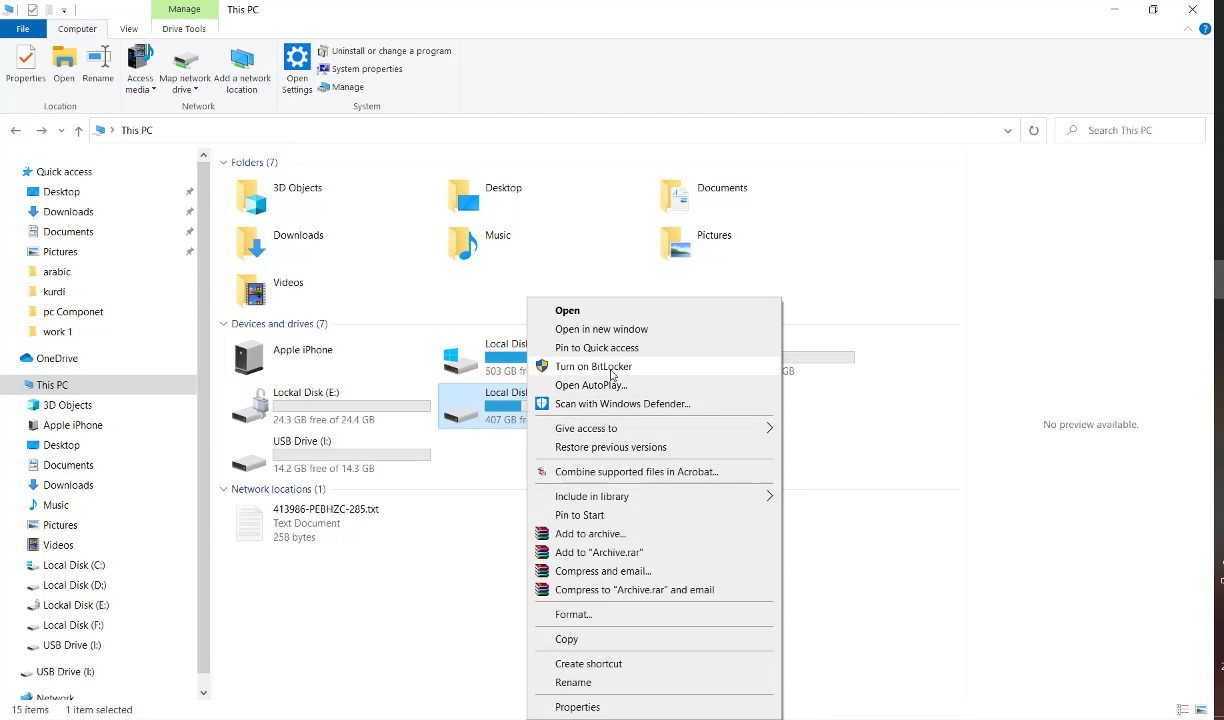 Manage
This PC
File
Computer
View
Drive Tools
Properties
Open
Rename
Access media
Map network drive
Add a network location
Open Settings
Uninstall or change a program
System properties
Manage
Location
Network
System
This PC
Search This PC
Quick access
Desktop
Downloads
Documents
Pictures
arabic
kurdi
pc Componet
work 1
OneDrive
This PC
3D Objects
Apple iPhone
Desktop
Documents
Downloads
Music
Pictures
Videos
Local Disk (C:)
Local Disk (D:)
Lockal Disk (E:)
Local Disk (F:)
USB Drive (I:)
USB Drive (I:)
Network
Folders (7)
3D Objects
Desktop
Documents
Downloads
Music
Pictures
Videos
Devices and drives (7)
Apple iPhone
Local Dis
503 GB fr
GB
Lockal Disk (E:)
24.3 GB free of 24.4 GB
Local Dis
407 GB fr
USB Drive (I:)
14.2 GB free of 14.3 GB
Network locations (1)
413986-PEBHZC-285.txt
Text Document
258 bytes
Open
Open in new window
Pin to Quick access
Turn on BitLocker
Open AutoPlay...
Scan with Windows Defender...
Give access to
Restore previous versions
Combine supported files in Acrobat...
Include in library
Pin to Start
Add to archive...
Add to "Archive.rar"
Compress and email...
Compress to "Archive.rar" and email
Format...
Copy
Create shortcut
Rename
Properties
No preview available.
15 items
1 item selected